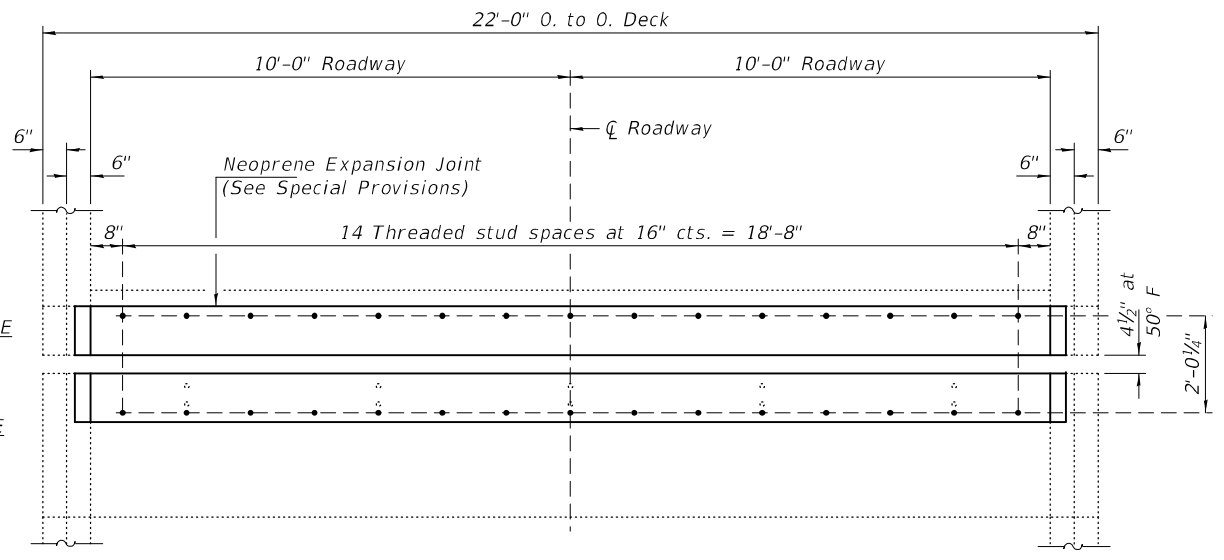 22'-0" O. to O. Deck
10'-0" Roadway
10'-0" Roadway
℄ Roadway
6"
6"
6"
6"
Neoprene Expansion Joint
(See Special Provisions)
8"
14 Threaded stud spaces at 16" cts. = 18'-8"
8"
4½" at
50° F
2'-0¼"
E